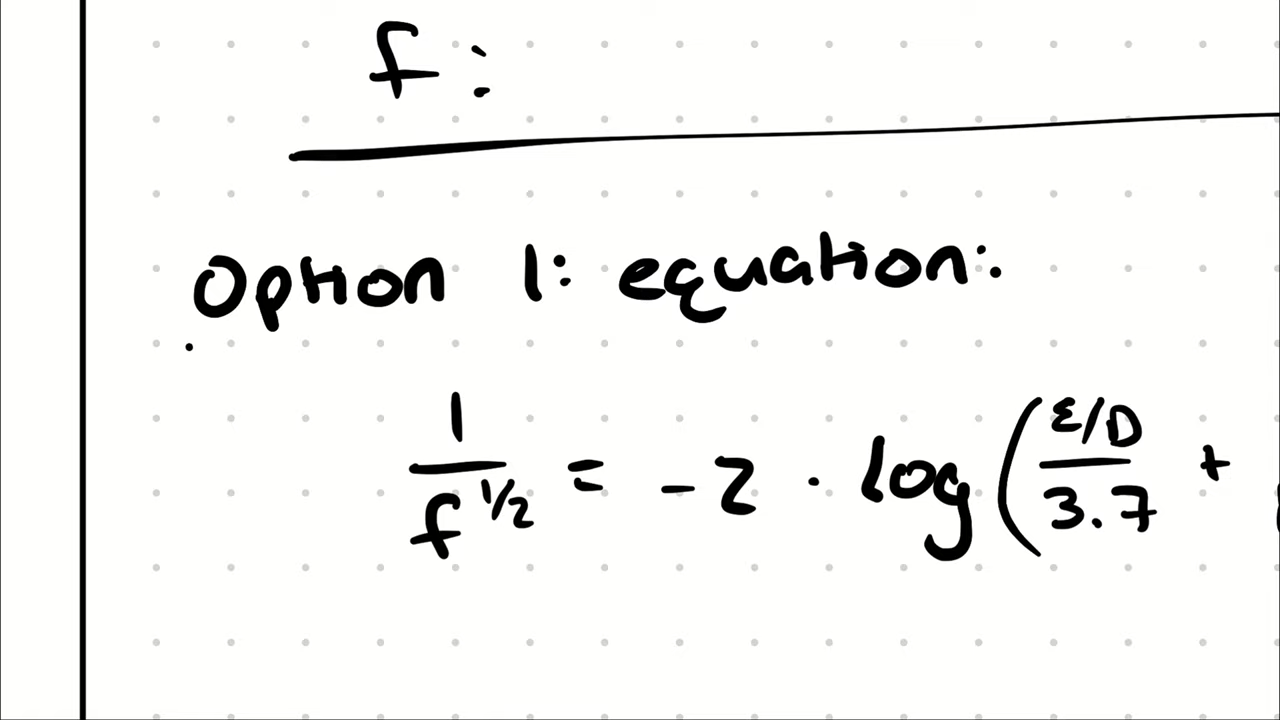 f:
Option 1: equation:.
1/f^1/2 = -2 · log(ε/D/3.7 +